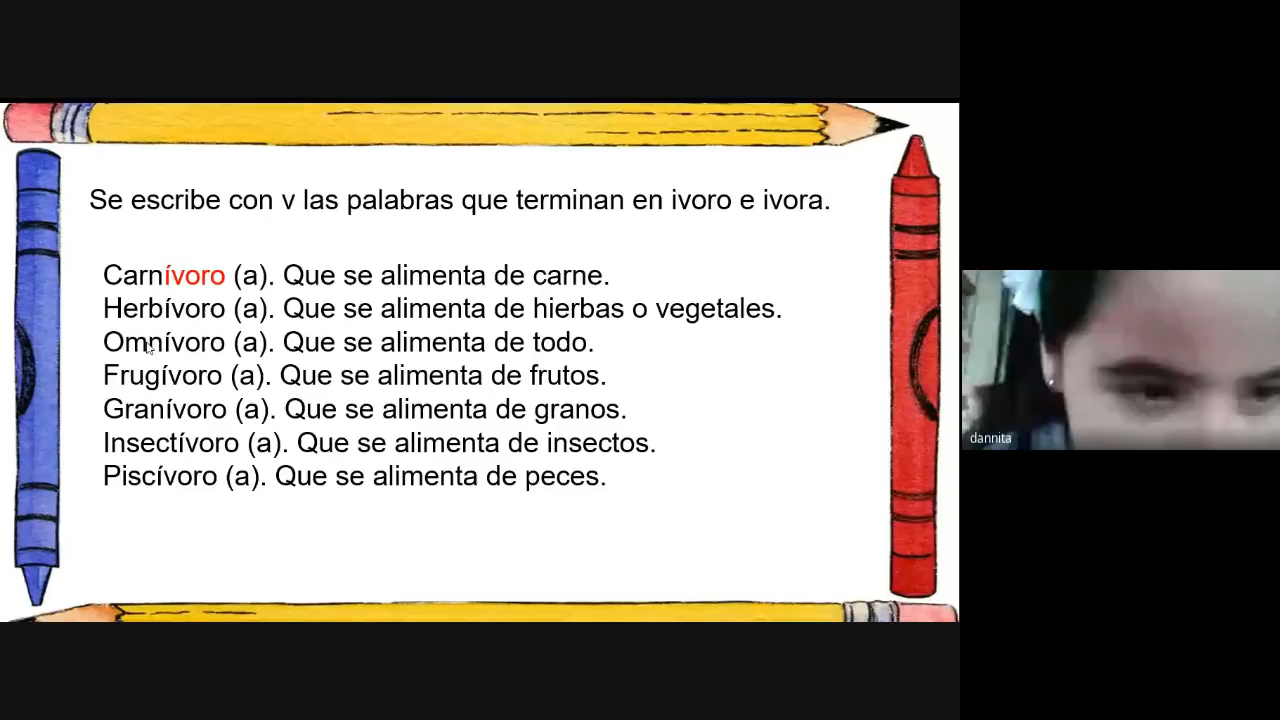 Se escribe con v las palabras que terminan en ivoro e ivora.
Carnívoro (a). Que se alimenta de carne.
Herbívoro (a). Que se alimenta de hierbas o vegetales.
Omnívoro (a). Que se alimenta de todo.
Frugívoro (a). Que se alimenta de frutos.
Granívoro (a). Que se alimenta de granos.
Insectívoro (a). Que se alimenta de insectos.
Piscívoro (a). Que se alimenta de peces.
dannita